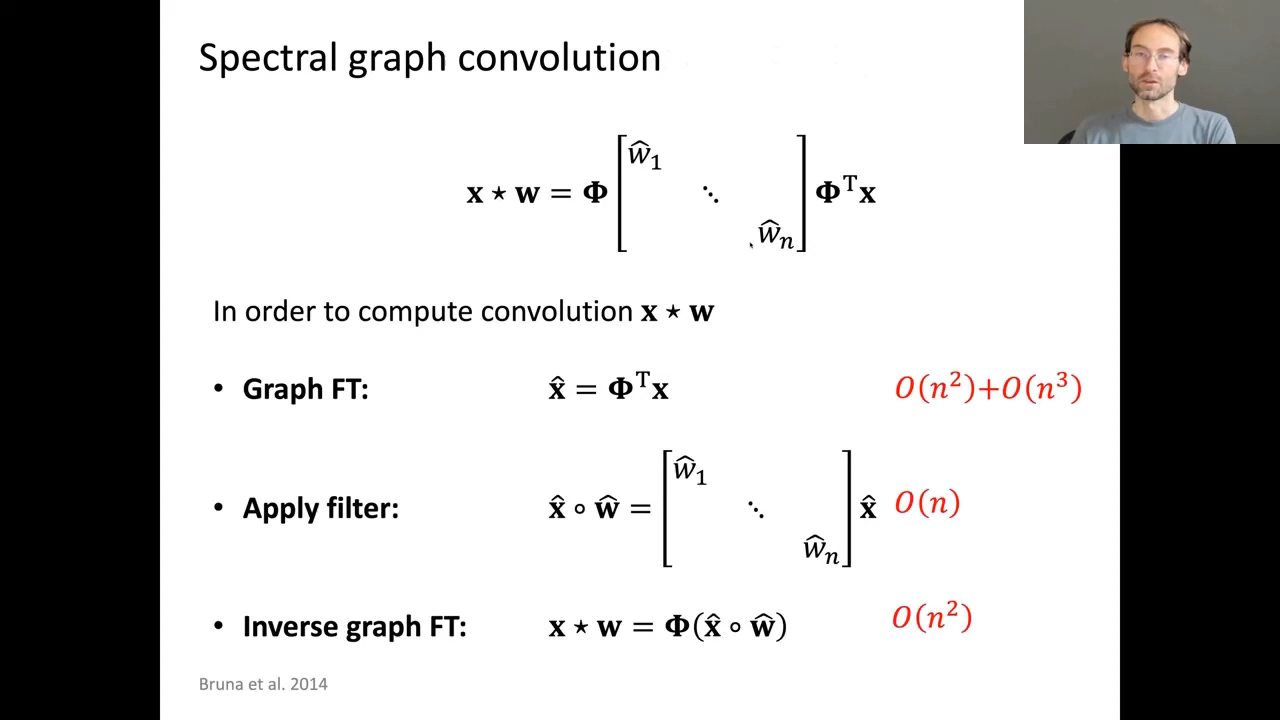 Spectral graph convolution
𝐱 ⋆ 𝐰 = 𝚽 [ŵ₁ ⋱ ŵₙ] 𝚽ᵀ𝐱
In order to compute convolution 𝐱 ⋆ 𝐰
• Graph FT: 𝐱̂ = 𝚽ᵀ𝐱 O(n²)+O(n³)
• Apply filter: 𝐱̂ ∘ 𝐰̂ = [ŵ₁ ⋱ ŵₙ] 𝐱̂ O(n)
• Inverse graph FT: 𝐱 ⋆ 𝐰 = 𝚽(𝐱̂ ∘ 𝐰̂) O(n²)
Bruna et al. 2014